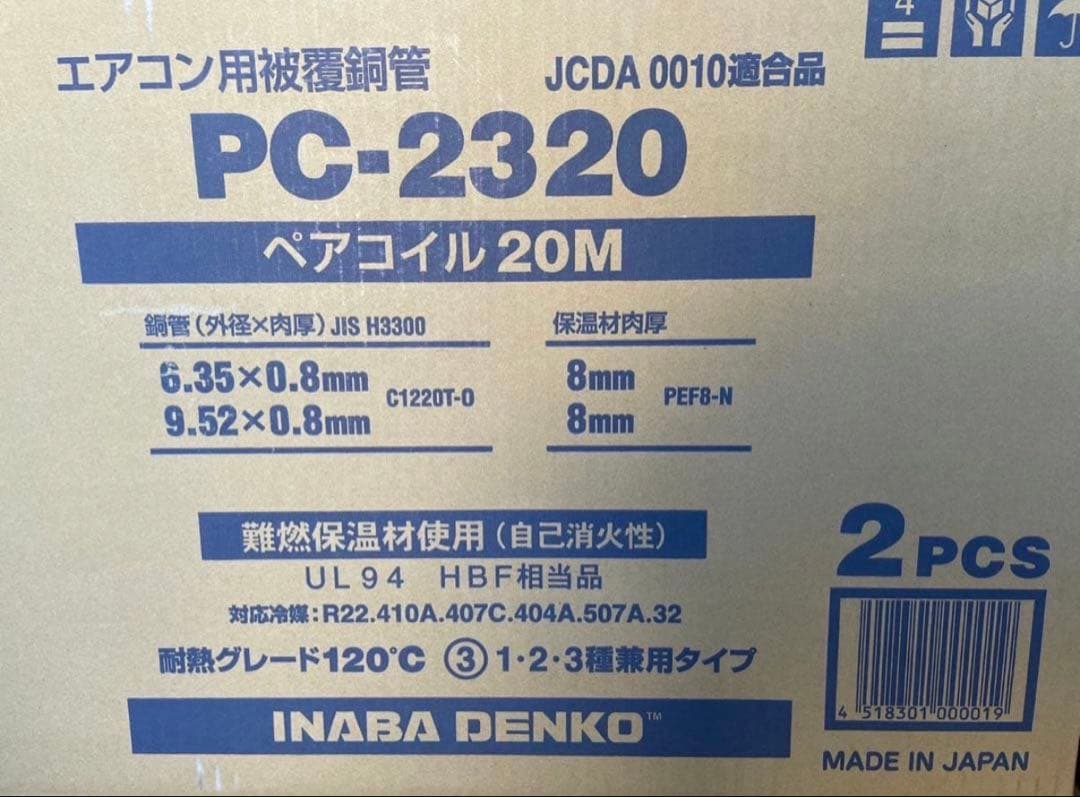 4
エアコン用被覆銅管
JCDA 0010適合品
PC-2320
ペアコイル 20M
銅管(外径×肉厚)JIS H3300
6.35×0.8mm
9.52×0.8mm
C1220T-O
保温材肉厚
8mm
8mm
PEF8-N
難燃保温材使用(自己消火性)
UL94 HBF相当品
対応冷媒:R22.410A.407C.404A.507A.32
耐熱グレード120℃ ③ 1・2・3種兼用タイプ
INABA DENKO™
2PCS
4 518301 000019
MADE IN JAPAN